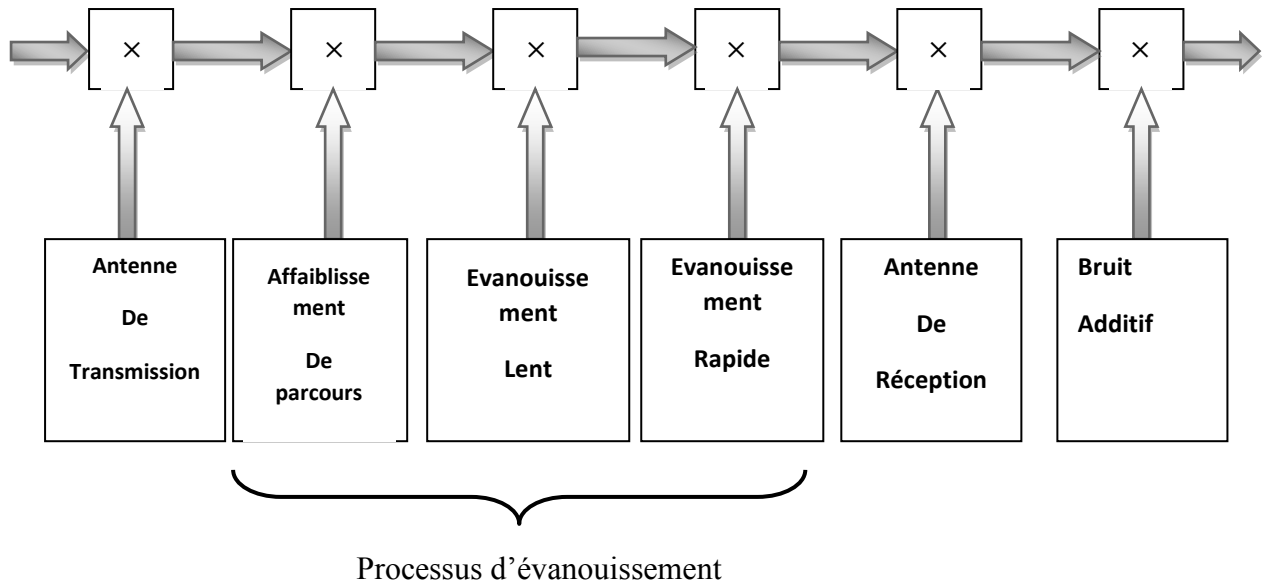 × × × × × ×
Antenne
De
Transmission
Affaiblisse
ment
De
parcours
Evanouisse
ment
Lent
Evanouisse
ment
Rapide
Antenne
De
Réception
Bruit
Additif
Processus d’évanouissement